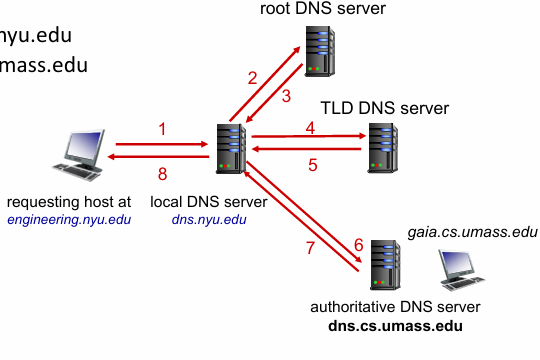 root DNS server
nyu.edu
mass.edu
2
3
TLD DNS server
1
4
5
8
requesting host at
engineering.nyu.edu
local DNS server
dns.nyu.edu
gaia.cs.umass.edu
6
7
authoritative DNS server
dns.cs.umass.edu